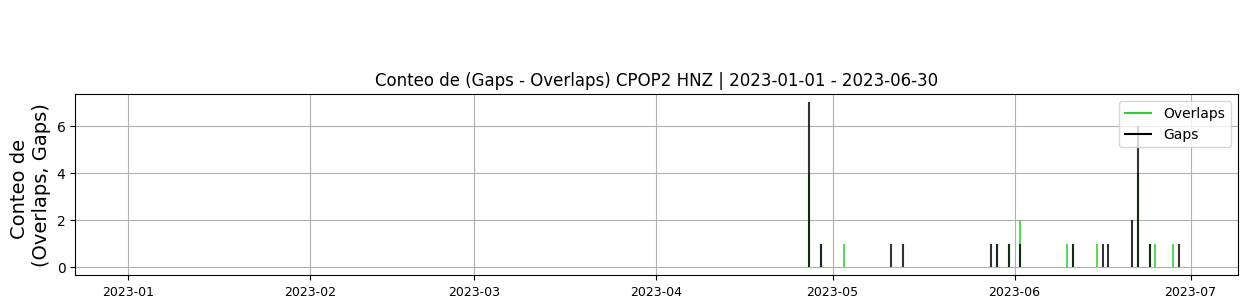 Conteo de (Gaps - Overlaps) CPOP2 HNZ | 2023-01-01 - 2023-06-30
Conteo de
(Overlaps, Gaps)
6
4
2
0
Overlaps
Gaps
2023-01
2023-02
2023-03
2023-04
2023-05
2023-06
2023-07